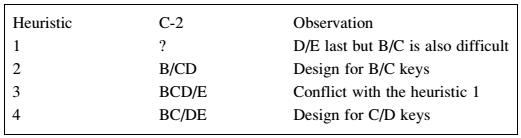 Heuristic C-2 Observation
1 ? D/E last but B/C is also difficult
2 B/CD Design for B/C keys
3 BCD/E Conflict with the heuristic 1
4 BC/DE Design for C/D keys